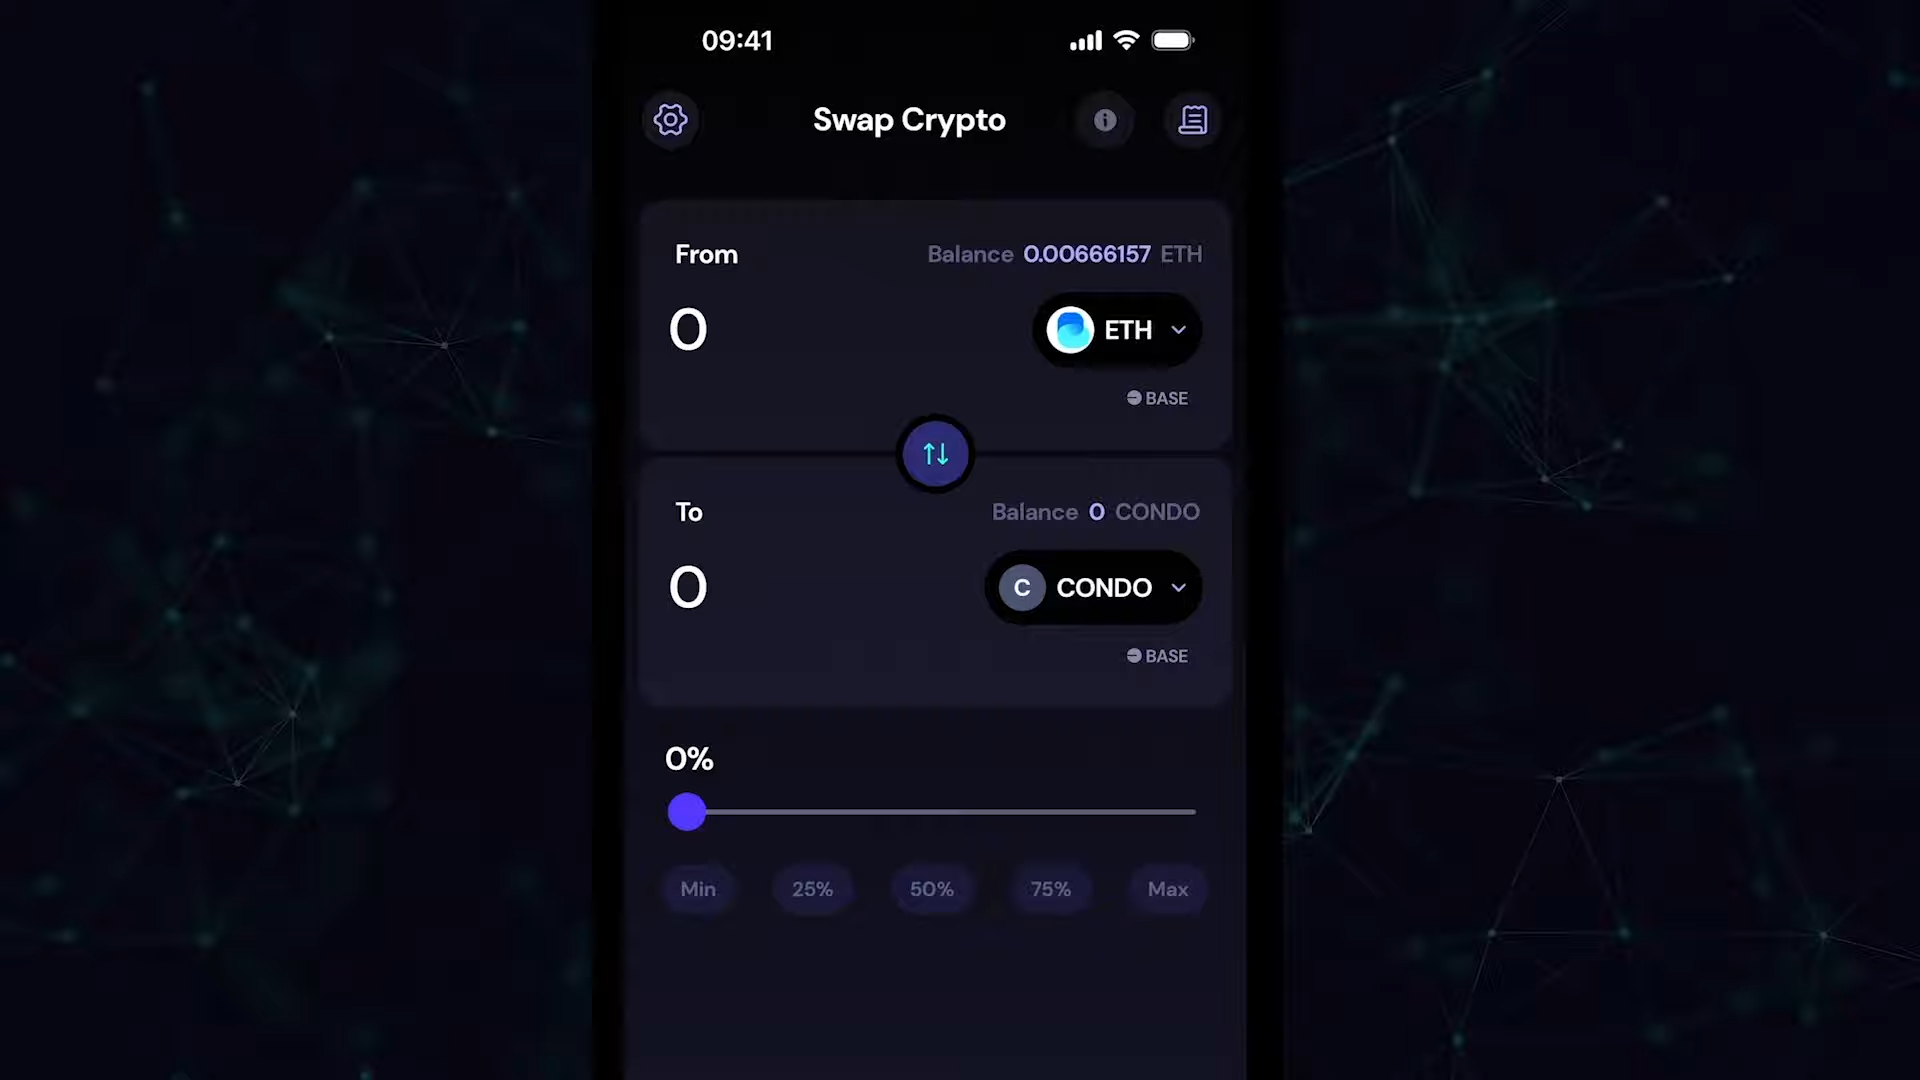 09:41
Swap Crypto
From
Balance 0.00666157 ETH
0
ETH
BASE
To
Balance 0 CONDO
0
C CONDO
BASE
0%
Min 25% 50% 75% Max